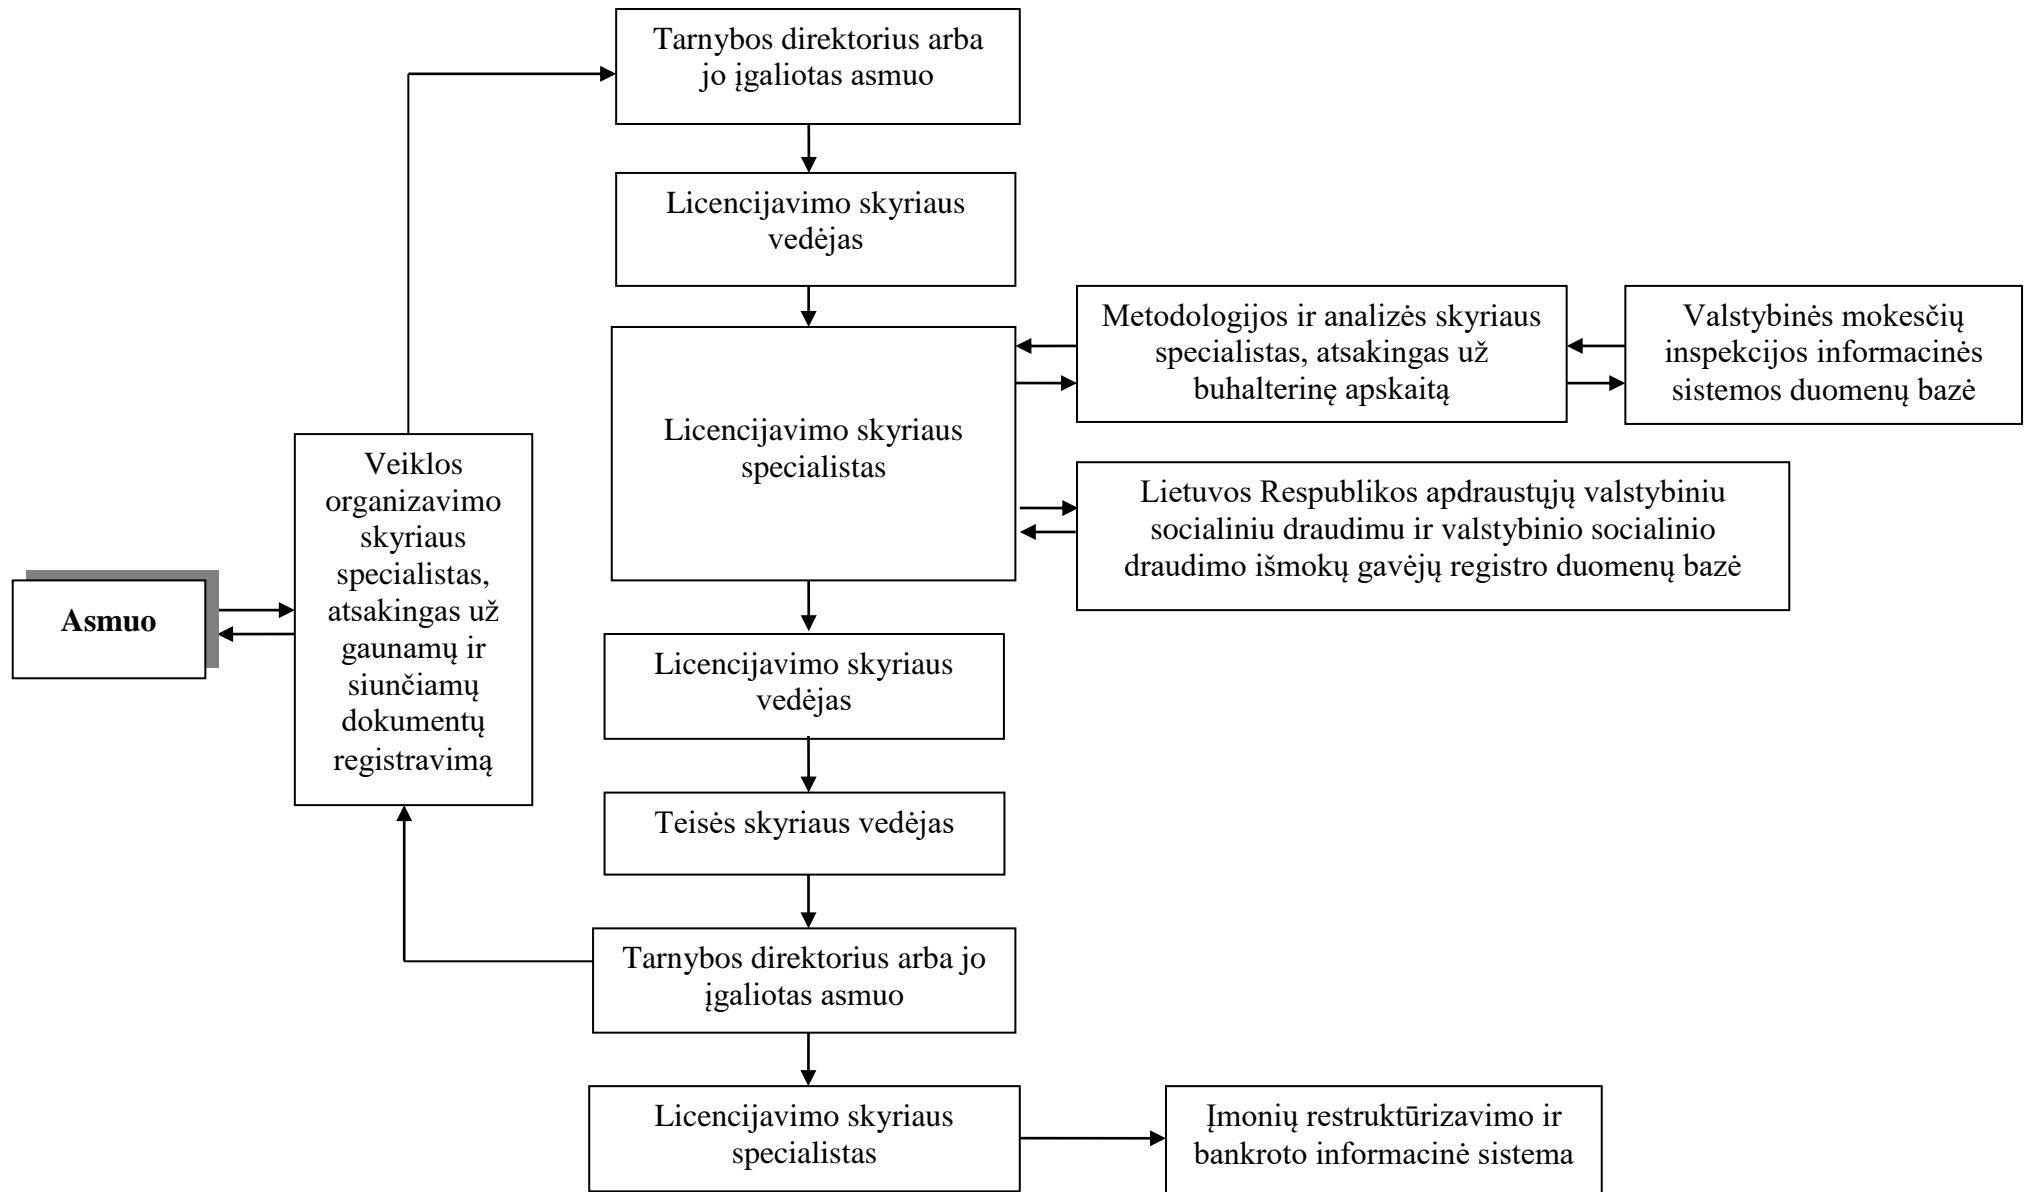 Tarnybos direktorius arba
jo įgaliotas asmuo
Licencijavimo skyriaus
vedėjas
Licencijavimo skyriaus
specialistas
Metodologijos ir analizės skyriaus
specialistas, atsakingas už
buhalterinę apskaitą
Valstybinės mokesčių
inspekcijos informacinės
sistemos duomenų bazė
Lietuvos Respublikos apdraustųjų valstybiniu
socialiniu draudimu ir valstybinio socialinio
draudimo išmokų gavėjų registro duomenų bazė
Asmuo
Veiklos
organizavimo
skyriaus
specialistas,
atsakingas už
gaunamų ir
siunčiamų
dokumentų
registravimą
Licencijavimo skyriaus
vedėjas
Teisės skyriaus vedėjas
Tarnybos direktorius arba jo
įgaliotas asmuo
Licencijavimo skyriaus
specialistas
Įmonių restruktūrizavimo ir
bankroto informacinė sistema